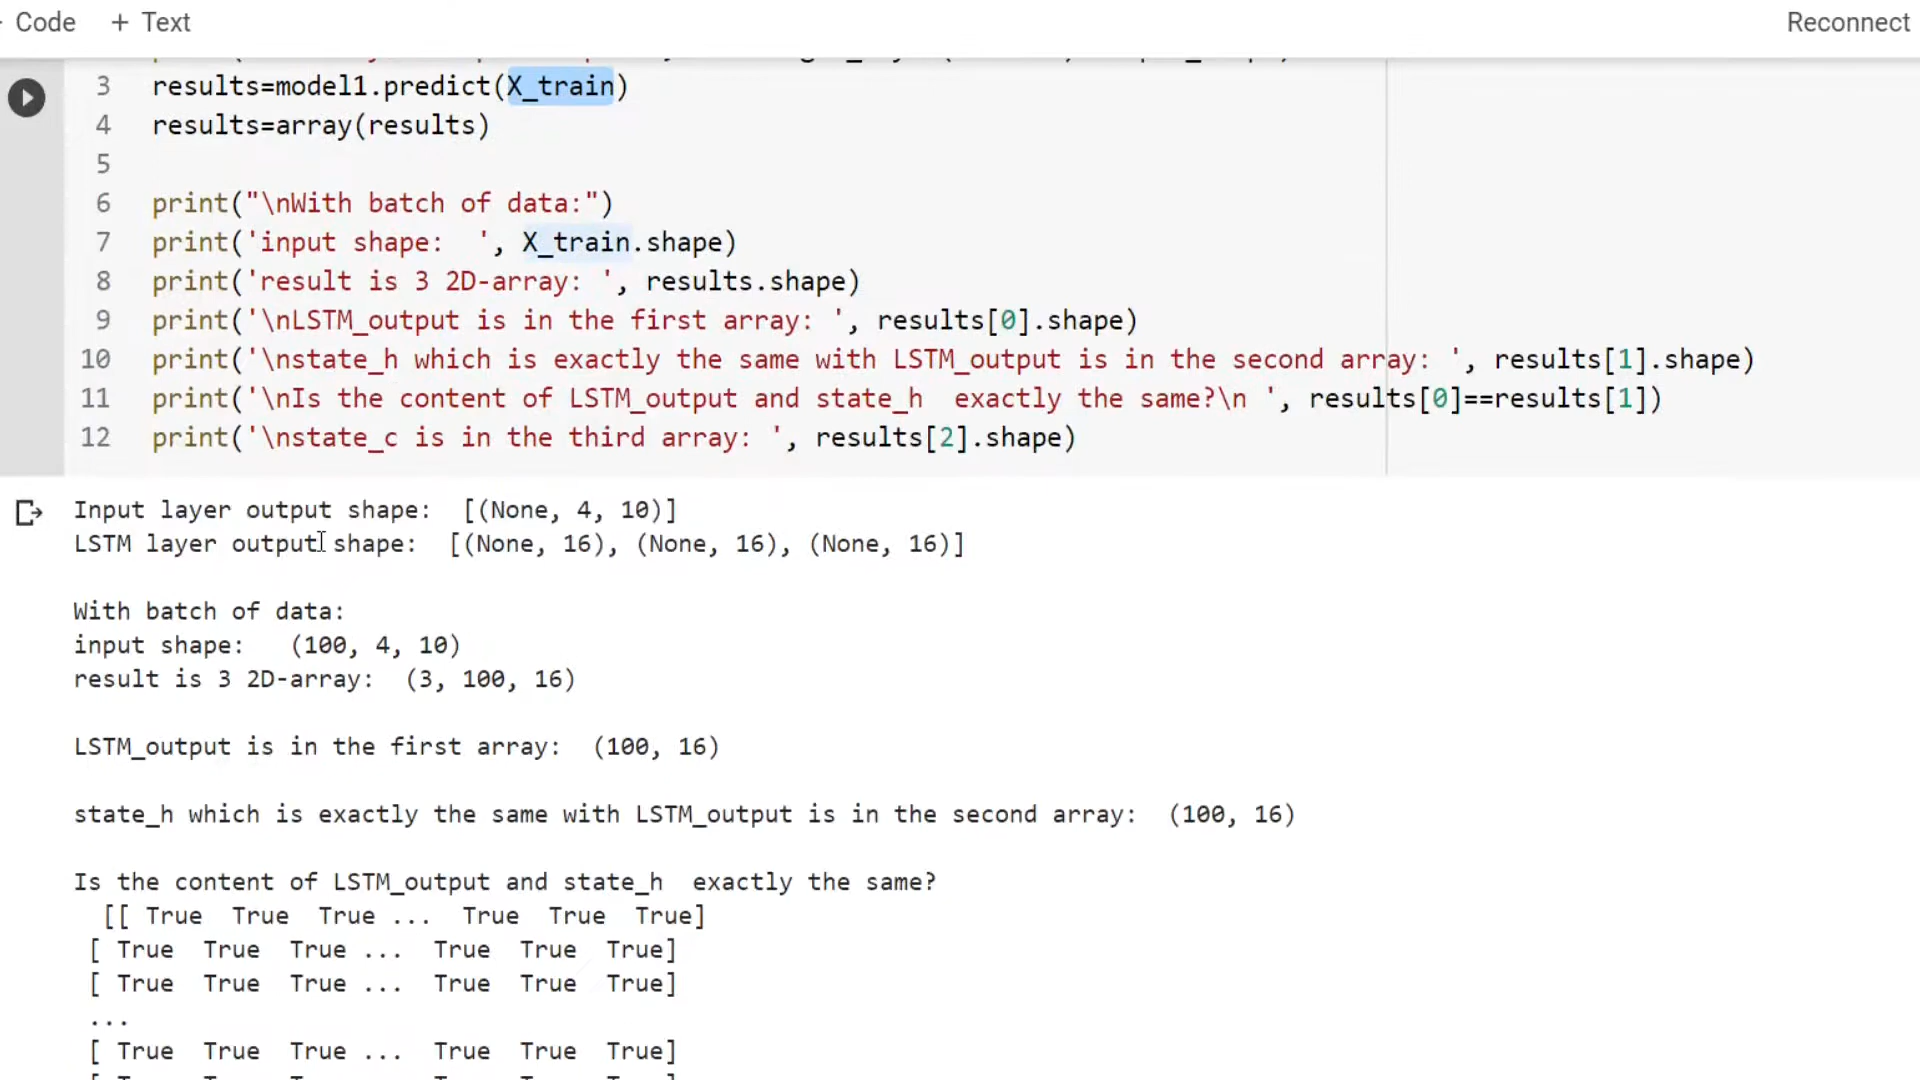 Code + Text Reconnect
3 results=model1.predict(X_train)
4 results=array(results)
5
6 print("\nWith batch of data:")
7 print('input shape:  ', X_train.shape)
8 print('result is 3 2D-array: ', results.shape)
9 print('\nLSTM_output is in the first array: ', results[0].shape)
10 print('\nstate_h which is exactly the same with LSTM_output is in the second array: ', results[1].shape)
11 print('\nIs the content of LSTM_output and state_h  exactly the same?\n ', results[0]==results[1])
12 print('\nstate_c is in the third array: ', results[2].shape)
Input layer output shape:  [(None, 4, 10)]
LSTM layer output shape:  [(None, 16), (None, 16), (None, 16)]
With batch of data:
input shape:   (100, 4, 10)
result is 3 2D-array:  (3, 100, 16)
LSTM_output is in the first array:  (100, 16)
state_h which is exactly the same with LSTM_output is in the second array:  (100, 16)
Is the content of LSTM_output and state_h  exactly the same?
[[ True  True  True ...  True  True  True]
[ True  True  True ...  True  True  True]
[ True  True  True ...  True  True  True]
...
[ True  True  True ...  True  True  True]